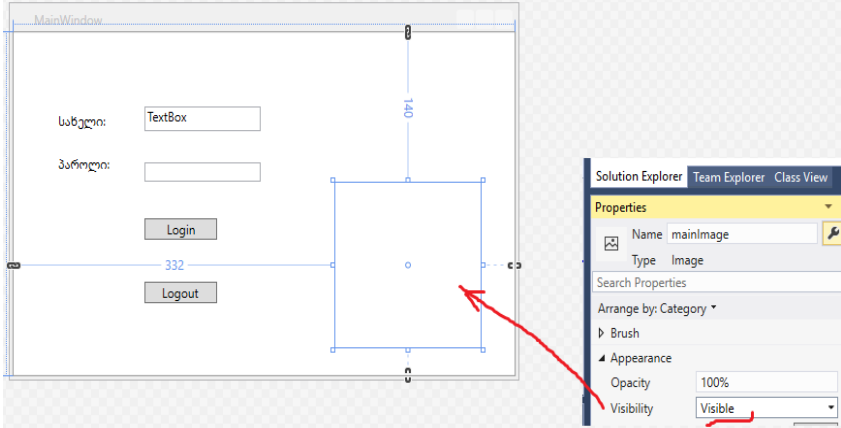 MainWindow
140
სახელი:
TextBox
პაროლი:
Login
332
Logout
Solution Explorer Team Explorer Class View
Properties
Name mainImage
Type Image
Search Properties
Arrange by: Category
Brush
Appearance
Opacity 100%
Visibility Visible